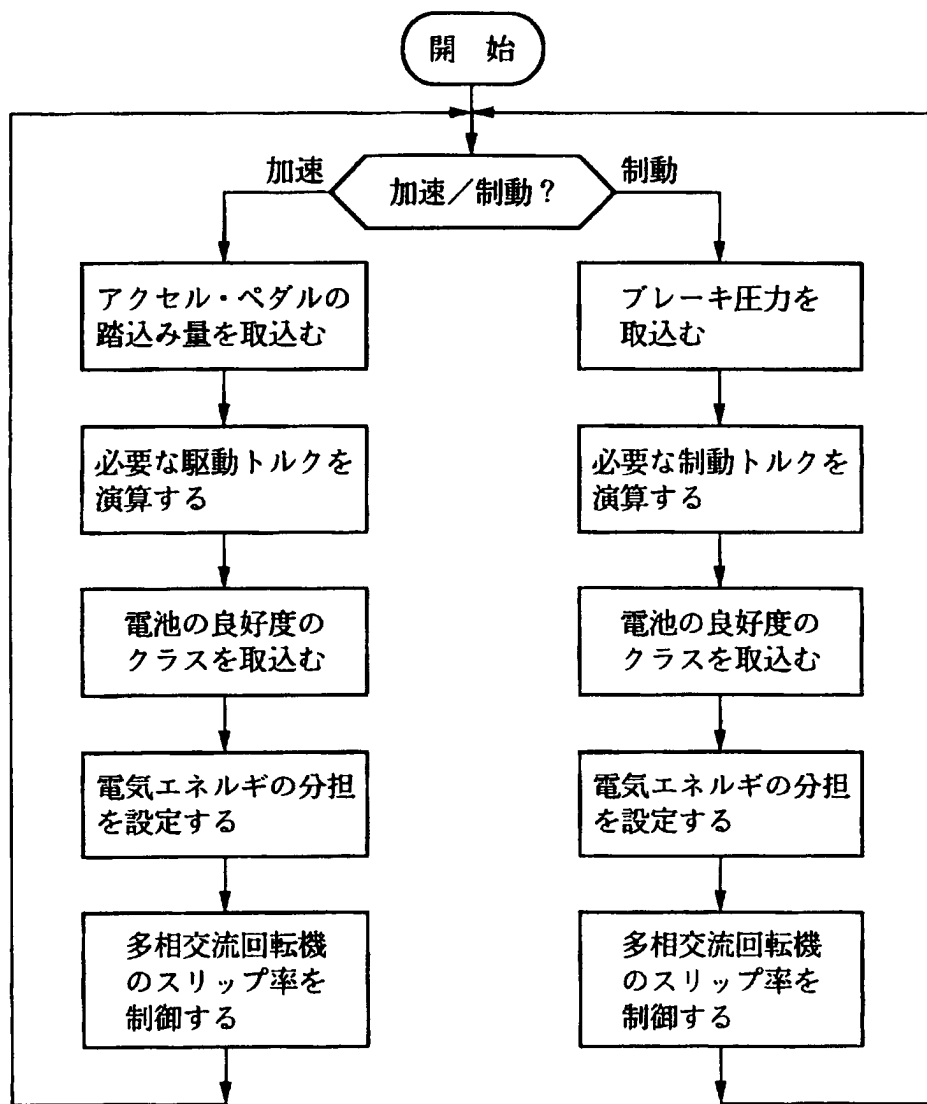 開 始
加速
加速／制動？
制動
アクセル・ペダルの
踏込み量を取込む
必要な駆動トルクを
演算する
電池の良好度の
クラスを取込む
電気エネルギの分担
を設定する
多相交流回転機
のスリップ率を
制御する
ブレーキ圧力を
取込む
必要な制動トルクを
演算する
電池の良好度の
クラスを取込む
電気エネルギの分担
を設定する
多相交流回転機
のスリップ率を
制御する